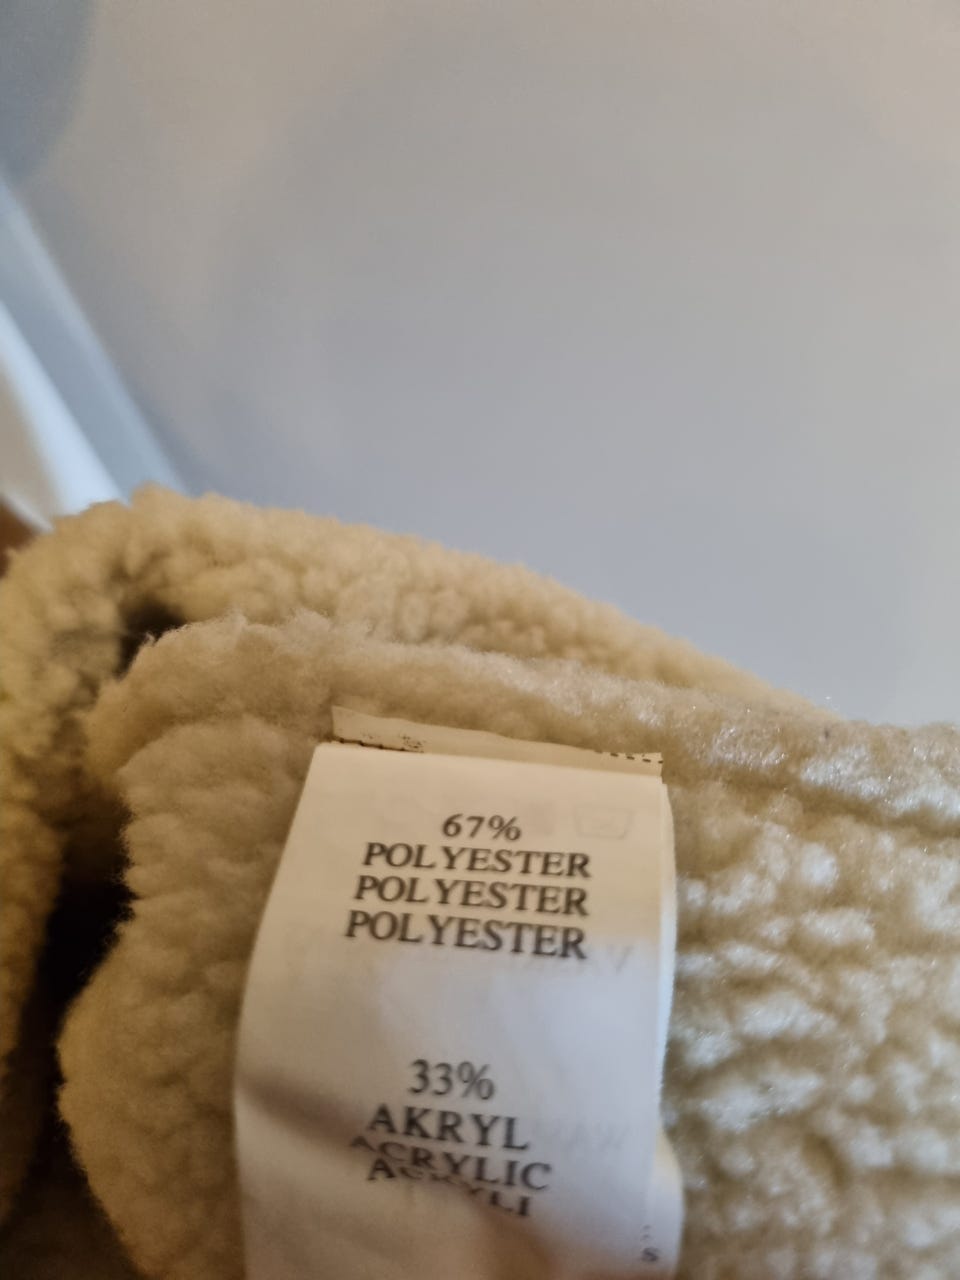 67%
POLYESTER
POLYESTER
POLYESTER
33%
AKRYL
ACRYLIC